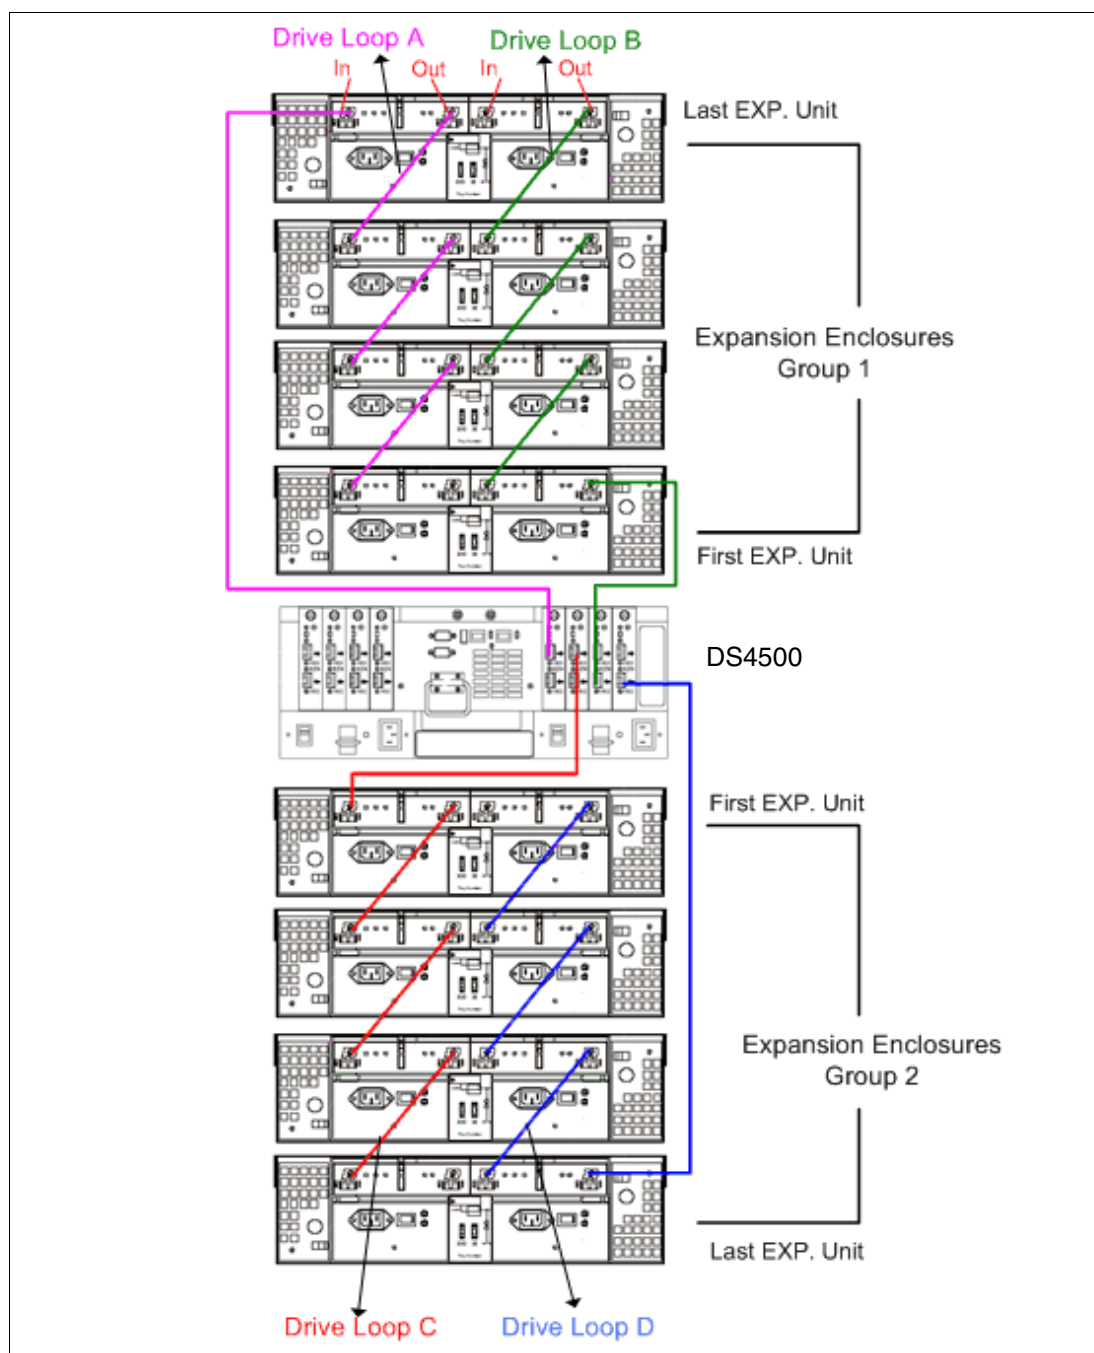 Drive Loop A
Drive Loop B
In
Out
In
Out
Last EXP. Unit
Expansion Enclosures
Group 1
First EXP. Unit
DS4500
First EXP. Unit
Expansion Enclosures
Group 2
Last EXP. Unit
Drive Loop C
Drive Loop D